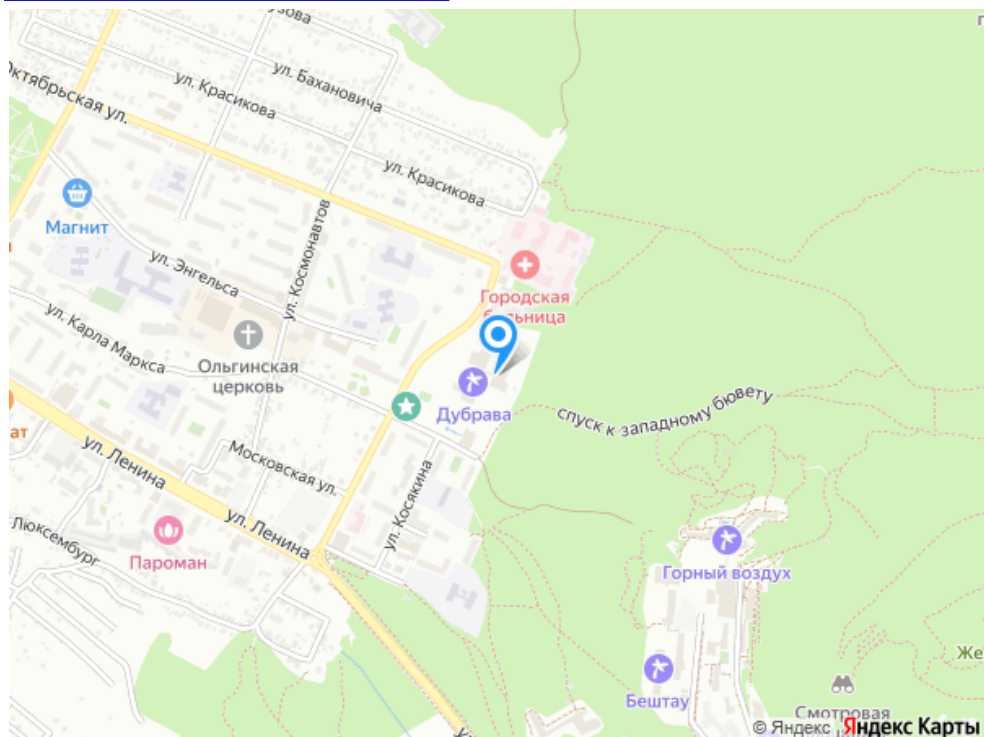 ул. Бахановича
Октябрьская ул.
ул. Красикова
ул. Красикова
Магнит
ул. Космонавтов
ул. Энгельса
Городская
больница
ул. Карла Маркса
Ольгинская
церковь
Дубрава
спуск к западному бювету
ат
ул. Ленина
Московская ул.
ул. Косякина
ул. Ленина
Люксембург
Пароман
Горный воздух
Же
Бештау
Смотровая
© Яндекс Яндекс Карты